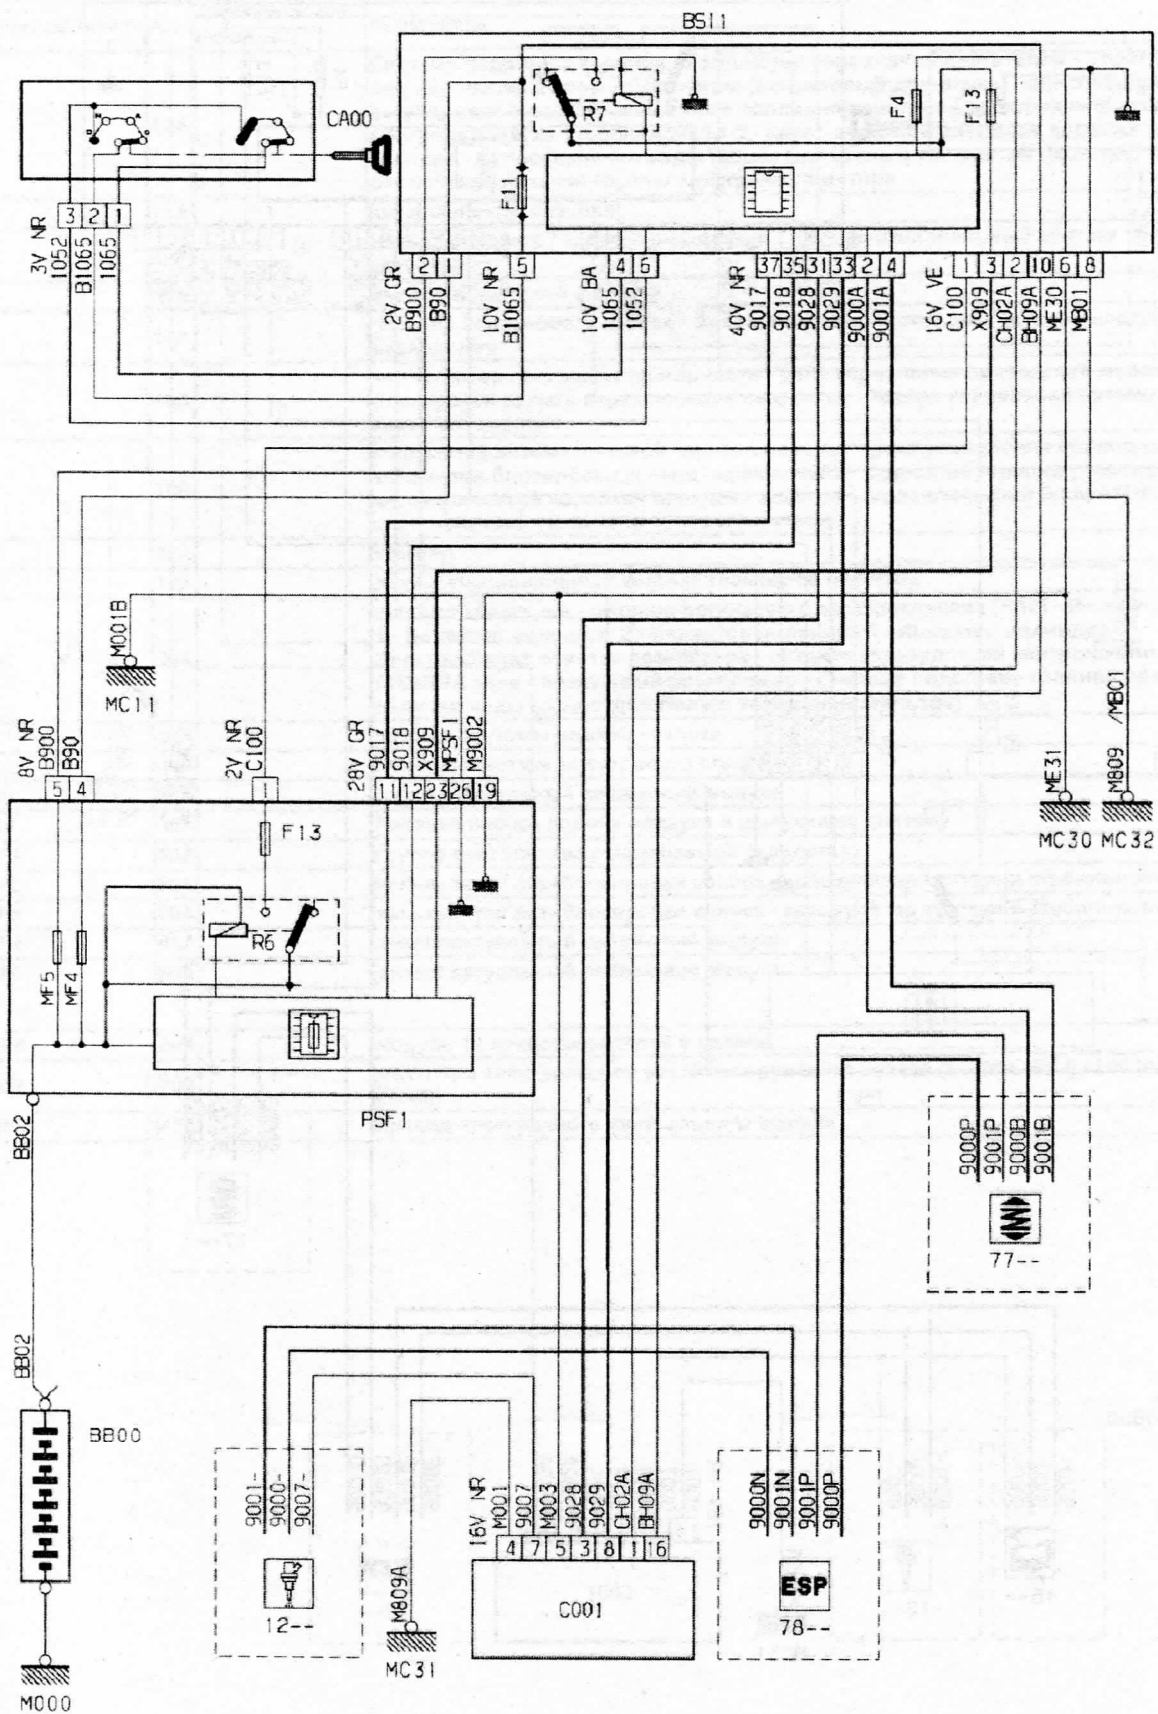 BSI1
CA00
R7
F4
F13
F11
3 2 1
3V NR
1052
B1065
1065
2 1
5
4 6
37 35 31 33 2 4
1 3 2 10 6 8
2V GR
B900
B90
10V NR
B1065
10V BA
1065
1052
40V NR
9017
9018
9028
9029
9000A
9001A
16V VE
C100
X909
CH02A
BH09A
ME30
MB01
M001B
MC11
8V NR
B900
B90
2V NR
C100
28V GR
9017
9018
X309
MPSF1
M9002
ME31
M809 /MB01
MC30 MC32
5 4
1
11 12 23 26 19
F13
R6
MF5
MF4
PSF1
BB02
9000P
9001P
9000B
9001B
77--
BB02
BB00
9001-
9000-
9007-
12--
M809A
MC31
16V NR
M001
9007
M003
9028
9029
CH02A
BH09A
4 7 5 3 8 1 16
C001
9000N
9001N
9001P
9000P
ESP
78--
M000